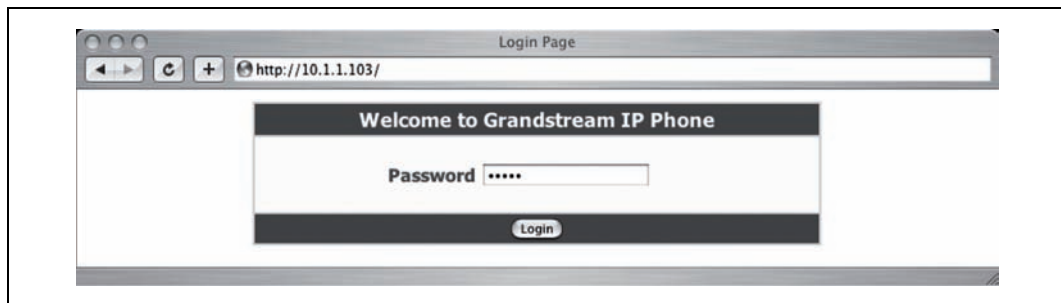 Login Page
http://10.1.1.103/
Welcome to Grandstream IP Phone
Password •••••
Login